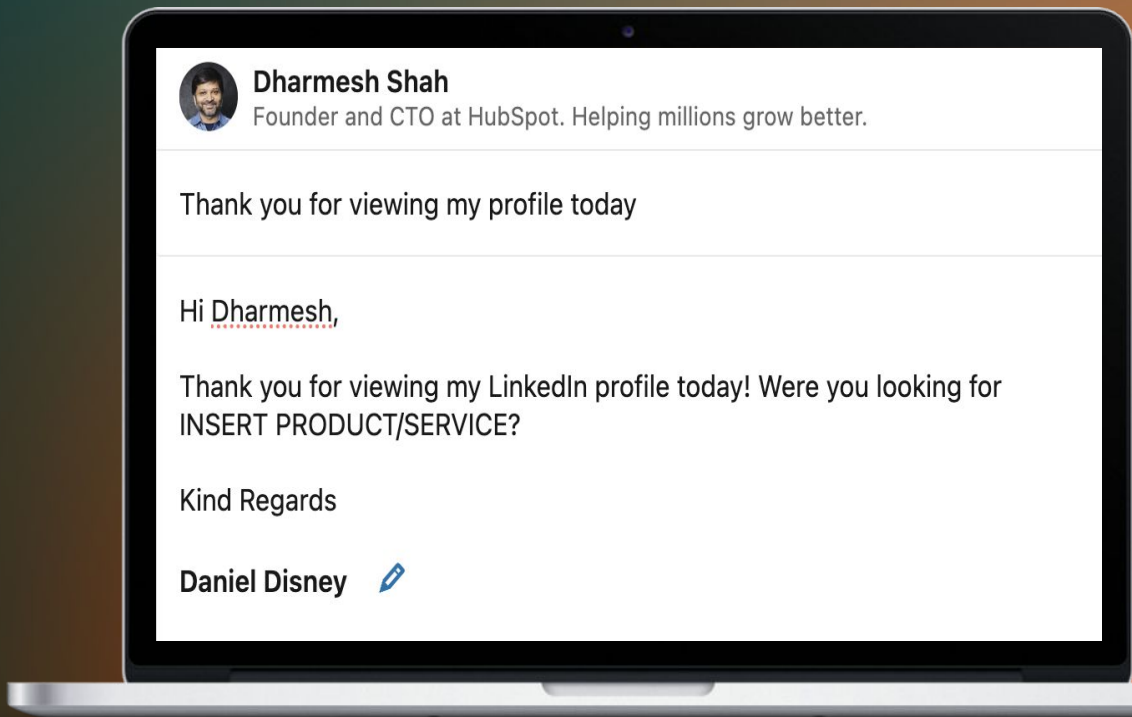 Dharmesh Shah
Founder and CTO at HubSpot. Helping millions grow better.
Thank you for viewing my profile today
Hi Dharmesh,
Thank you for viewing my LinkedIn profile today! Were you looking for
INSERT PRODUCT/SERVICE?
Kind Regards
Daniel Disney